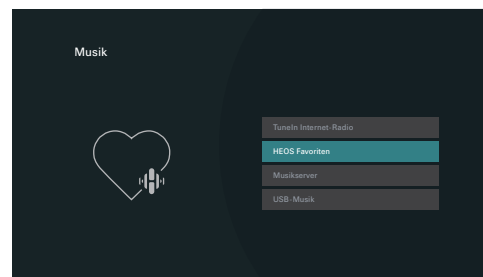 Musik
TuneIn Internet-Radio
HEOS Favoriten
Musikserver
USB-Musik